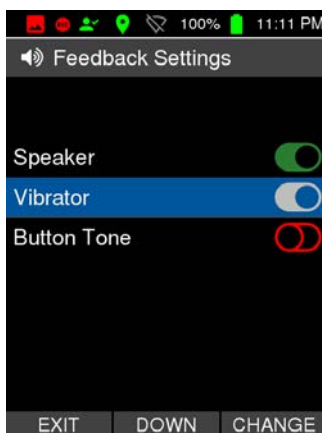 100% 11:11 PM
Feedback Settings
Speaker
Vibrator
Button Tone
EXIT DOWN CHANGE